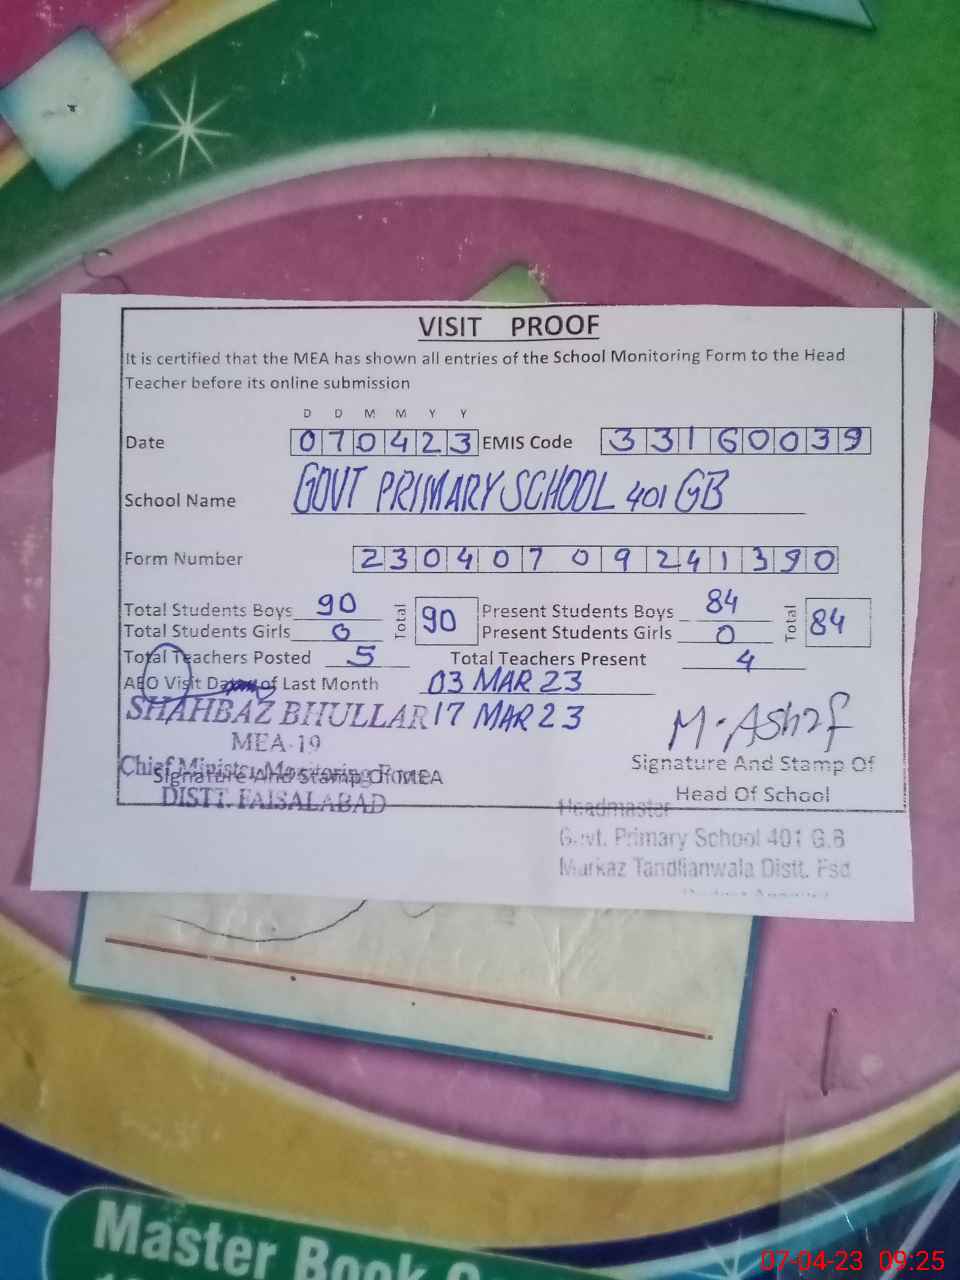 VISIT PROOF
It is certified that the MEA has shown all entries of the School Monitoring Form to the Head
Teacher before its online submission
D D M M Y Y
Date 070423 EMIS Code 33160039
School Name GOVT PRIMARY SCHOOL 401 GB
Form Number 23040709241390
Total Students Boys 90 Total 90 Present Students Boys 84 Total 84
Total Students Girls 0 Present Students Girls 0
Total Teachers Posted 5 Total Teachers Present 4
AEO Visit of Last Month 03 MAR 23
SHAHBAZ BHULLAR 17 MAR 23 M. Ashraf
MEA-19
Chief Minister Monitoring Force
Signature And Stamp Of MEA
Signature And Stamp Of
DISTT. FAISALABAD
Head Of School
Headmaster
Govt. Primary School 401 G.B
Markaz Tandlianwala Distt. Fsd
Master Book
07-04-23 09:25